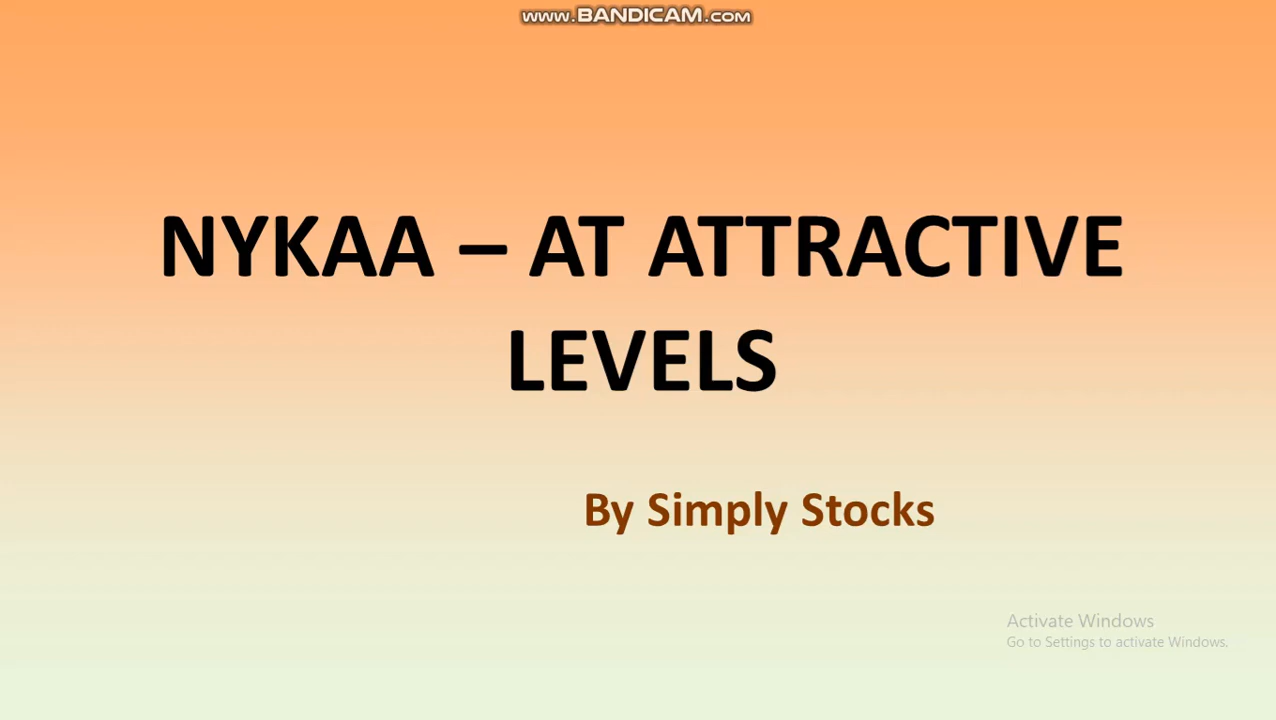 www.BANDICAM.com
NYKAA – AT ATTRACTIVE
LEVELS
By Simply Stocks
Activate Windows
Go to Settings to activate Windows.